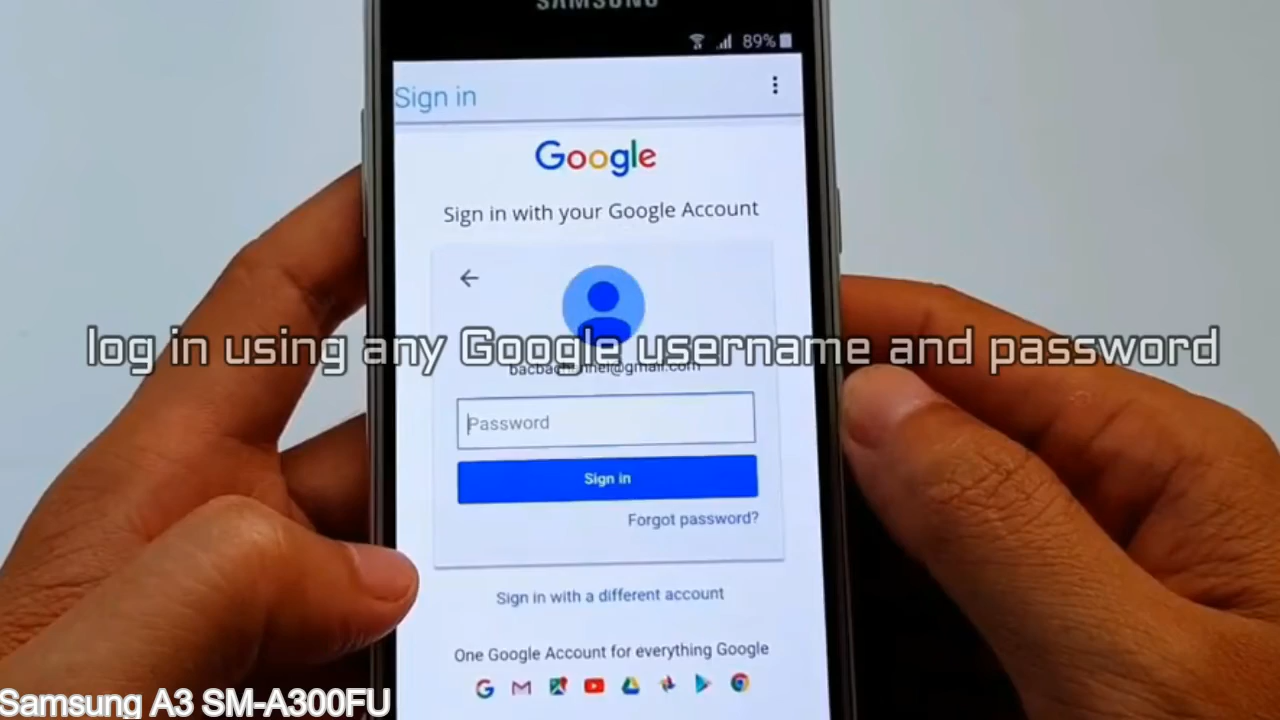 SAMSUNG
89%
Sign in
Google
Sign in with your Google Account
log in using any Google username and password
Password
Sign in
Forgot password?
Sign in with a different account
One Google Account for everything Google
Samsung A3 SM-A300FU